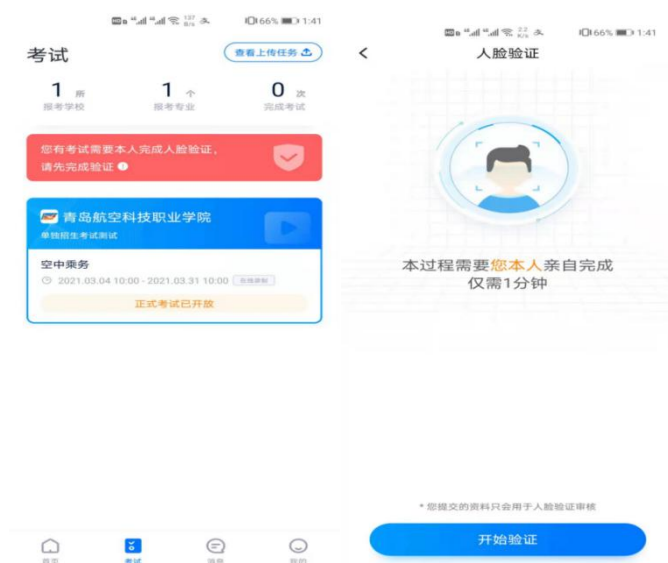 137
B/s
66%
1:41
考试
查看上传任务
1 所
1 个
0 次
报考学校
报考专业
完成考试
您有考试需要本人完成人脸验证，
请先完成验证
青岛航空科技职业学院
单独招生考试测试
空中乘务
2021.03.04 10:00 - 2021.03.31 10:00
正式考试已开放
首页
考试
消息
我的
2.2
K/s
66%
1:41
人脸验证
本过程需要您本人亲自完成
仅需1分钟
* 您提交的资料只会用于人脸验证审核
开始验证